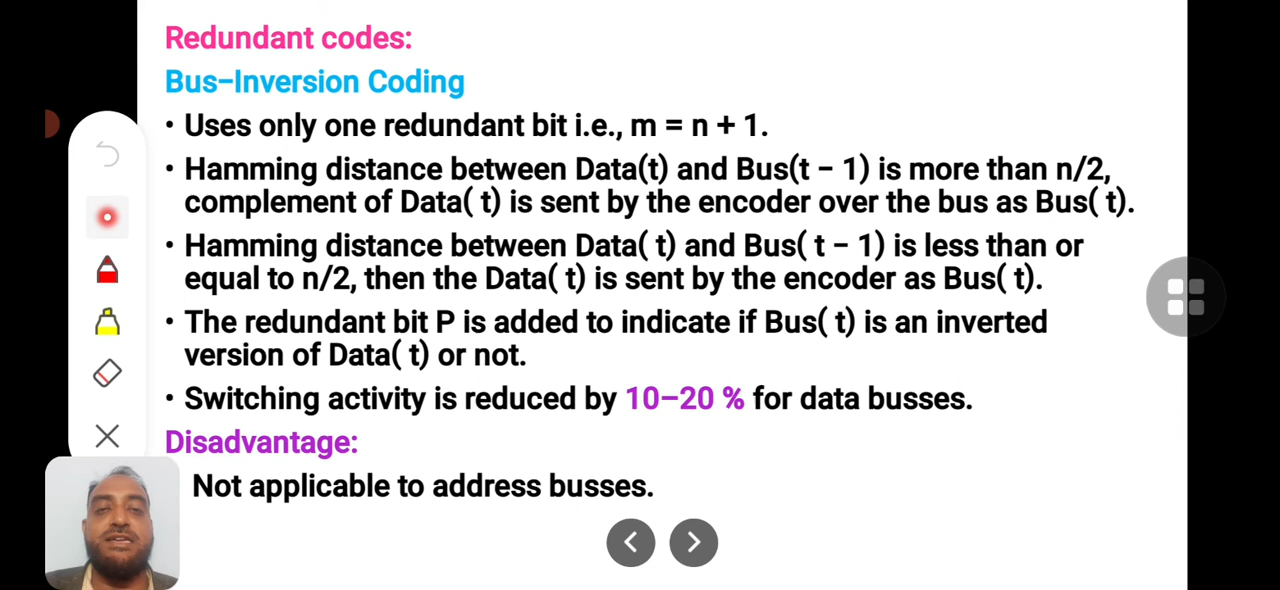 Redundant codes:
Bus–Inversion Coding
• Uses only one redundant bit i.e., m = n + 1.
• Hamming distance between Data(t) and Bus(t – 1) is more than n/2,
complement of Data( t) is sent by the encoder over the bus as Bus( t).
• Hamming distance between Data( t) and Bus( t – 1) is less than or
equal to n/2, then the Data( t) is sent by the encoder as Bus( t).
• The redundant bit P is added to indicate if Bus( t) is an inverted
version of Data( t) or not.
• Switching activity is reduced by 10–20 % for data busses.
Disadvantage:
Not applicable to address busses.